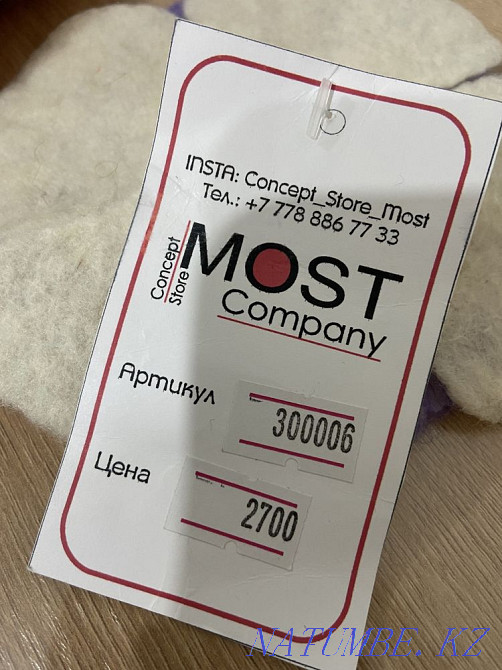 INSTA: Concept_Store_Most
Тел.: +7 778 886 77 33
Concept
Store
MOST
Company
Артикул
300006
Цена
2700
NATUMBE.KZ